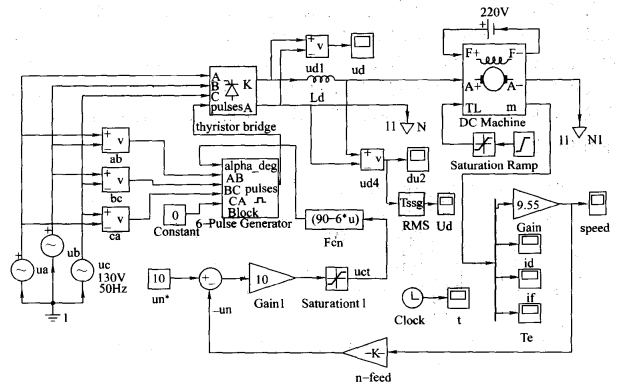 220V
+ - v
ud1
ud
A
B
C
pulses
K
A
thyristor bridge
Ld
11 N
F+ F-
A+ A-
TL m
DC Machine
11 N1
Saturation Ramp
+ - v
ab
+ - v
bc
+ - v
ca
alpha_deg
AB
BC pulses
CA
Block
6-Pulse Generator
0
Constant
+ - v
ud4
du2
Tssg
RMS
Ud
(90-6*u)
Fcn
9.55
Gain
speed
id
if
Te
Clock
t
ua
ub
uc
130V
50Hz
1
10
un*
+ -
-un
10
Gain1
Saturationt1
uct
-K-
n-feed